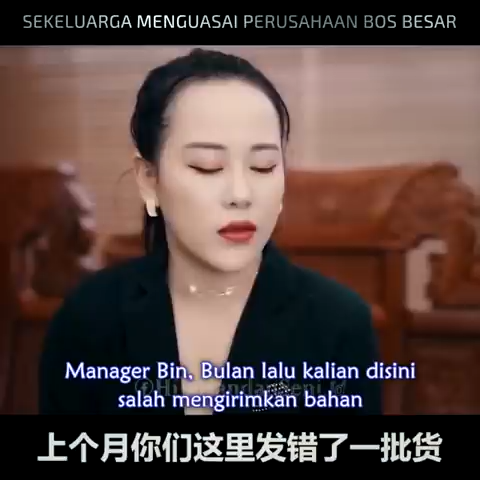 SEKELUARGA MENGUASAI PERUSAHAAN BOS BESAR
Manager Bin, Bulan lalu kalian disini
salah mengirimkan bahan
上个月你们这里发错了一批货